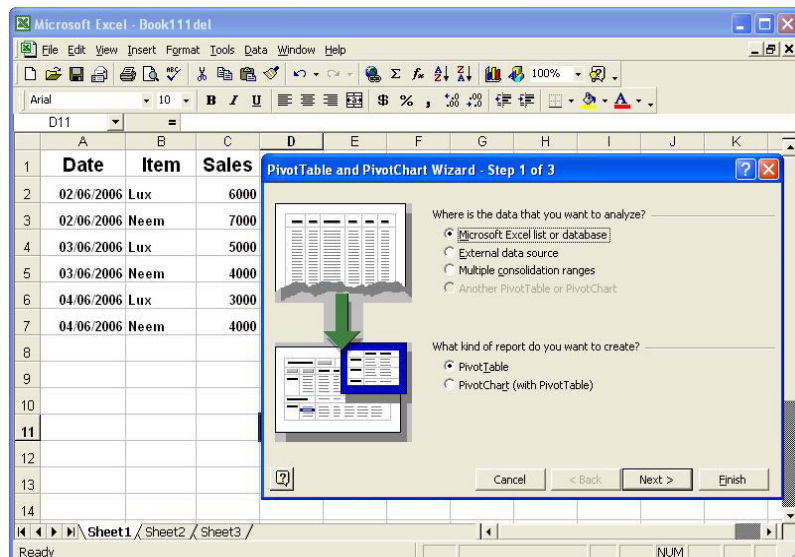 Microsoft Excel - Book111del
File Edit View Insert Format Tools Data Window Help
100%
Arial 10 B I U $ % ,
D11 =
A B C D E F G H I J K
1 Date Item Sales
2 02/06/2006 Lux 6000
3 02/06/2006 Neem 7000
4 03/06/2006 Lux 5000
5 03/06/2006 Neem 4000
6 04/06/2006 Lux 3000
7 04/06/2006 Neem 4000
8
9
10
11
12
13
14
PivotTable and PivotChart Wizard - Step 1 of 3
Where is the data that you want to analyze?
Microsoft Excel list or database
External data source
Multiple consolidation ranges
Another PivotTable or PivotChart
What kind of report do you want to create?
PivotTable
PivotChart (with PivotTable)
Cancel < Back Next > Finish
Sheet1 Sheet2 Sheet3
Ready NUM